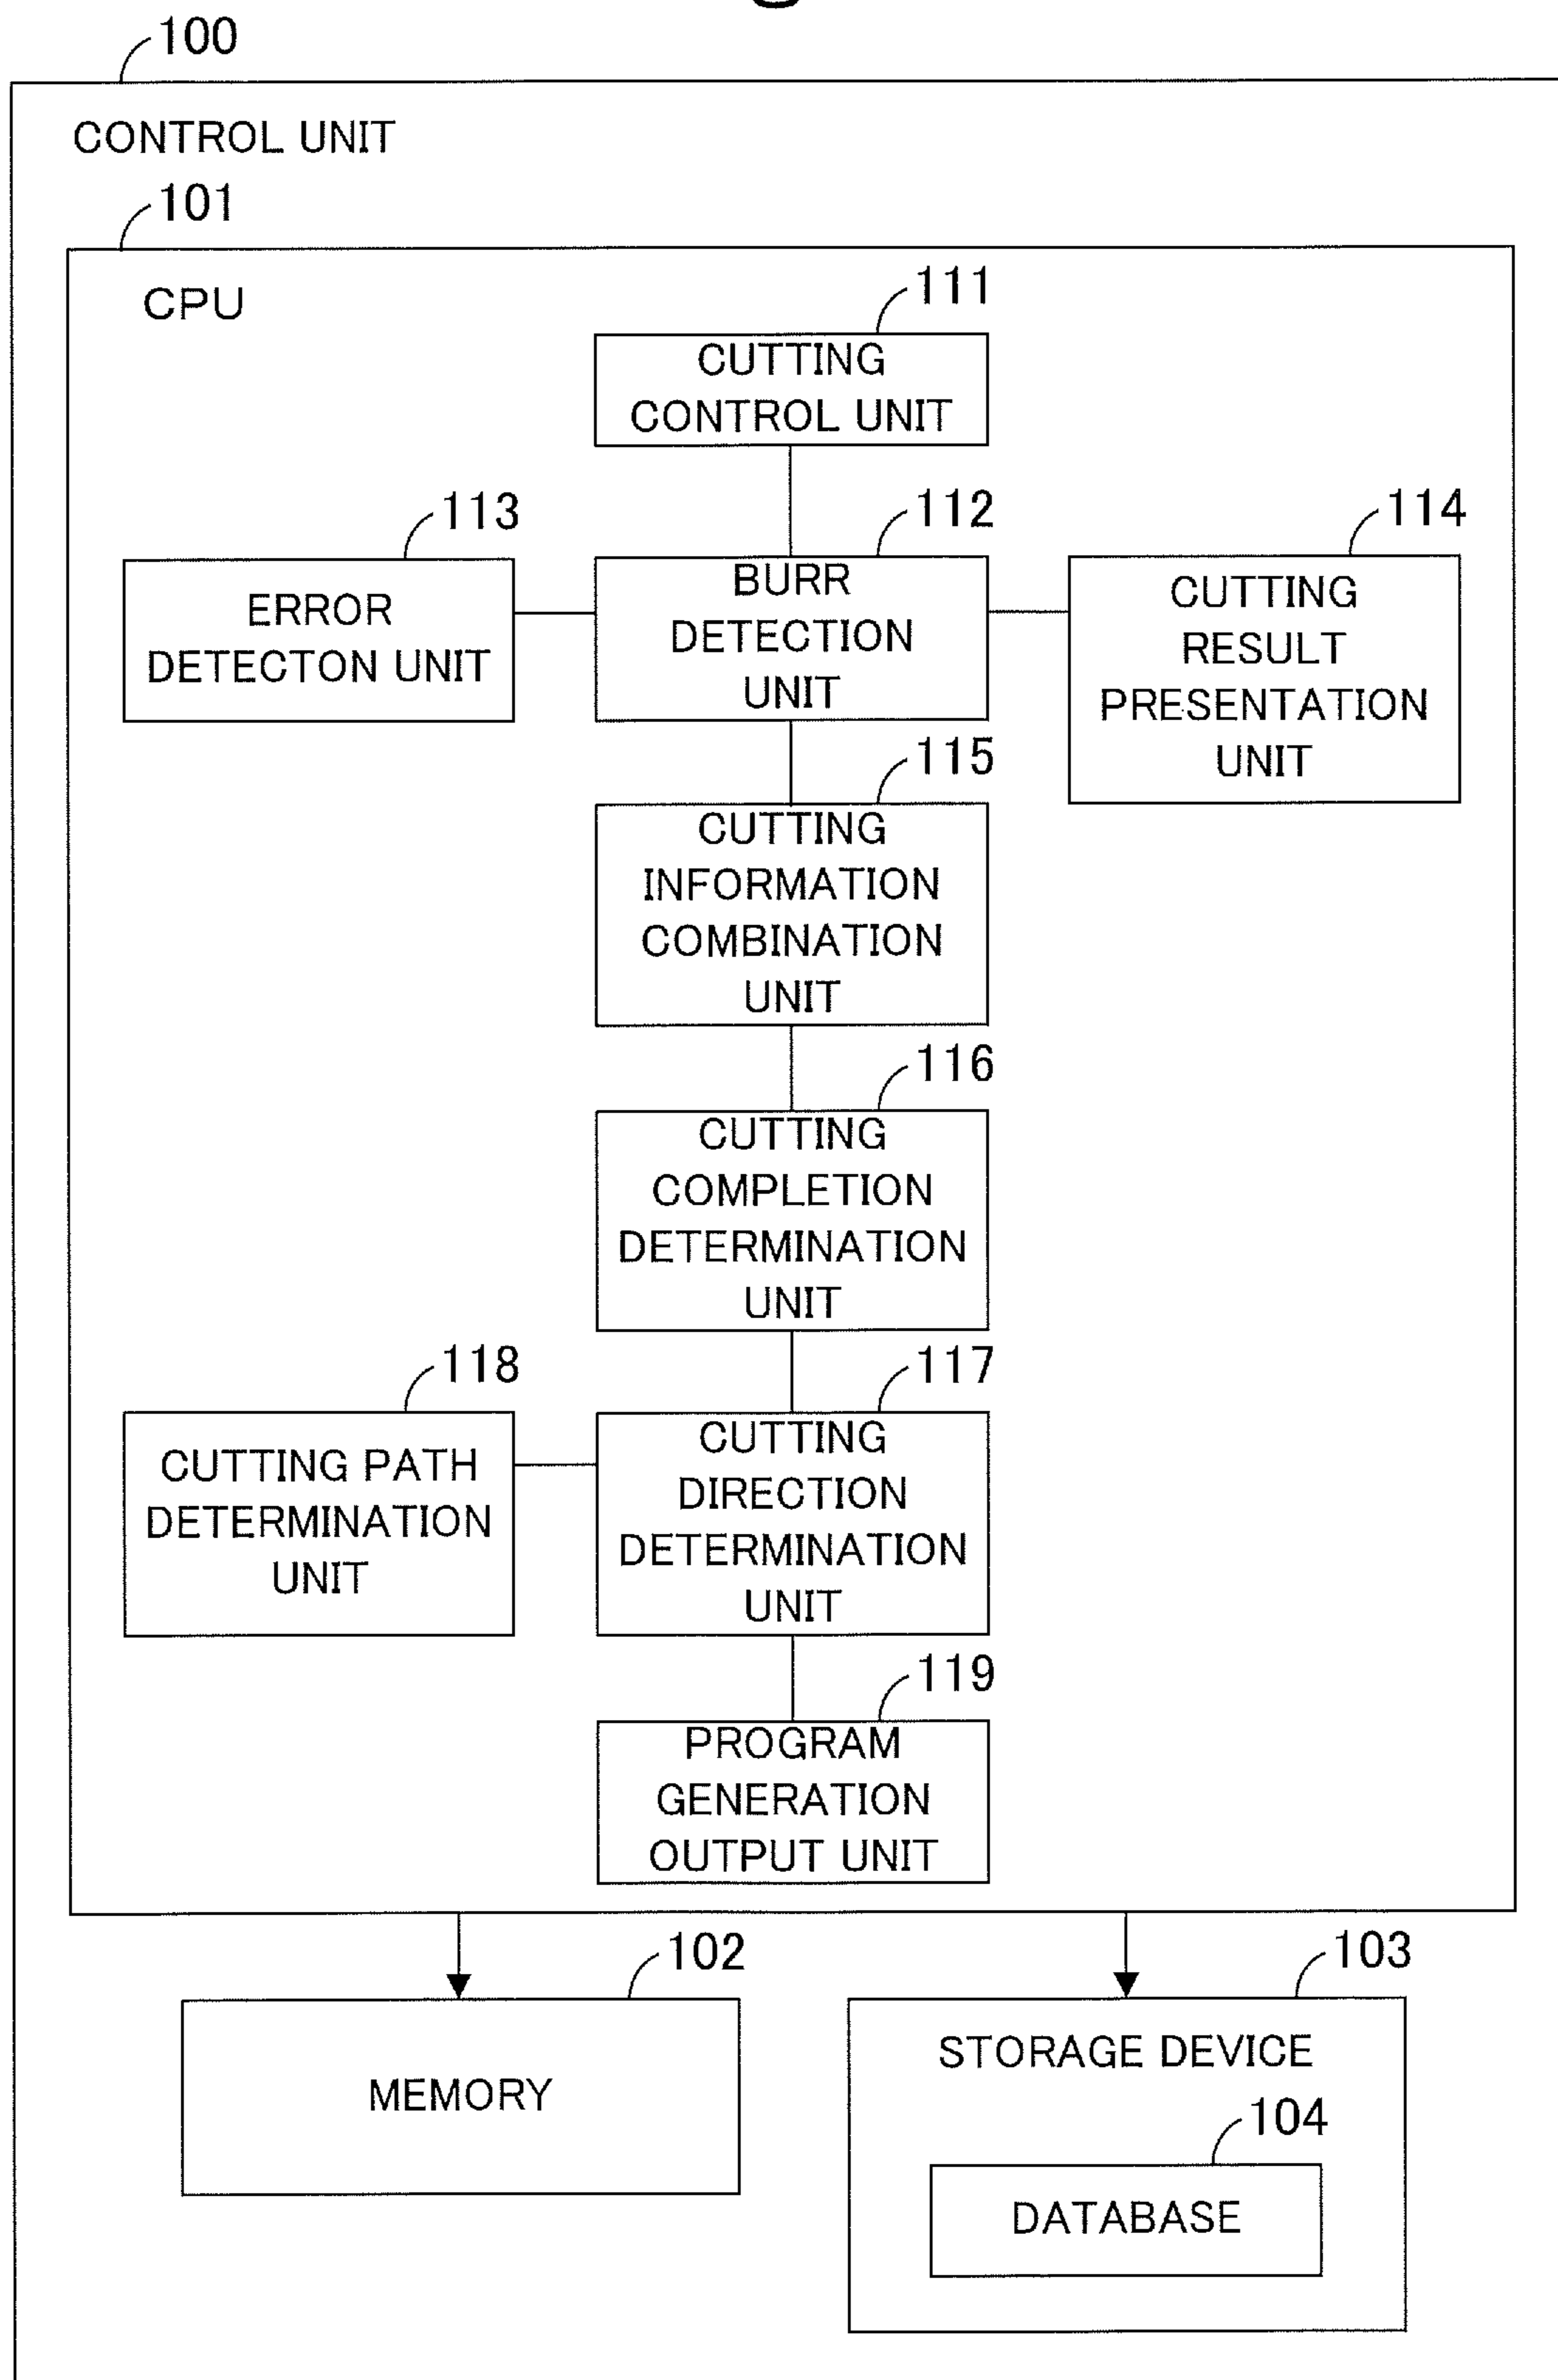 100
CONTROL UNIT
101
CPU
111
CUTTING
CONTROL UNIT
113
ERROR
DETECTON UNIT
112
BURR
DETECTION
UNIT
114
CUTTING
RESULT
PRESENTATION
UNIT
115
CUTTING
INFORMATION
COMBINATION
UNIT
116
CUTTING
COMPLETION
DETERMINATION
UNIT
118
CUTTING PATH
DETERMINATION
UNIT
117
CUTTING
DIRECTION
DETERMINATION
UNIT
119
PROGRAM
GENERATION
OUTPUT UNIT
102
MEMORY
103
STORAGE DEVICE
104
DATABASE